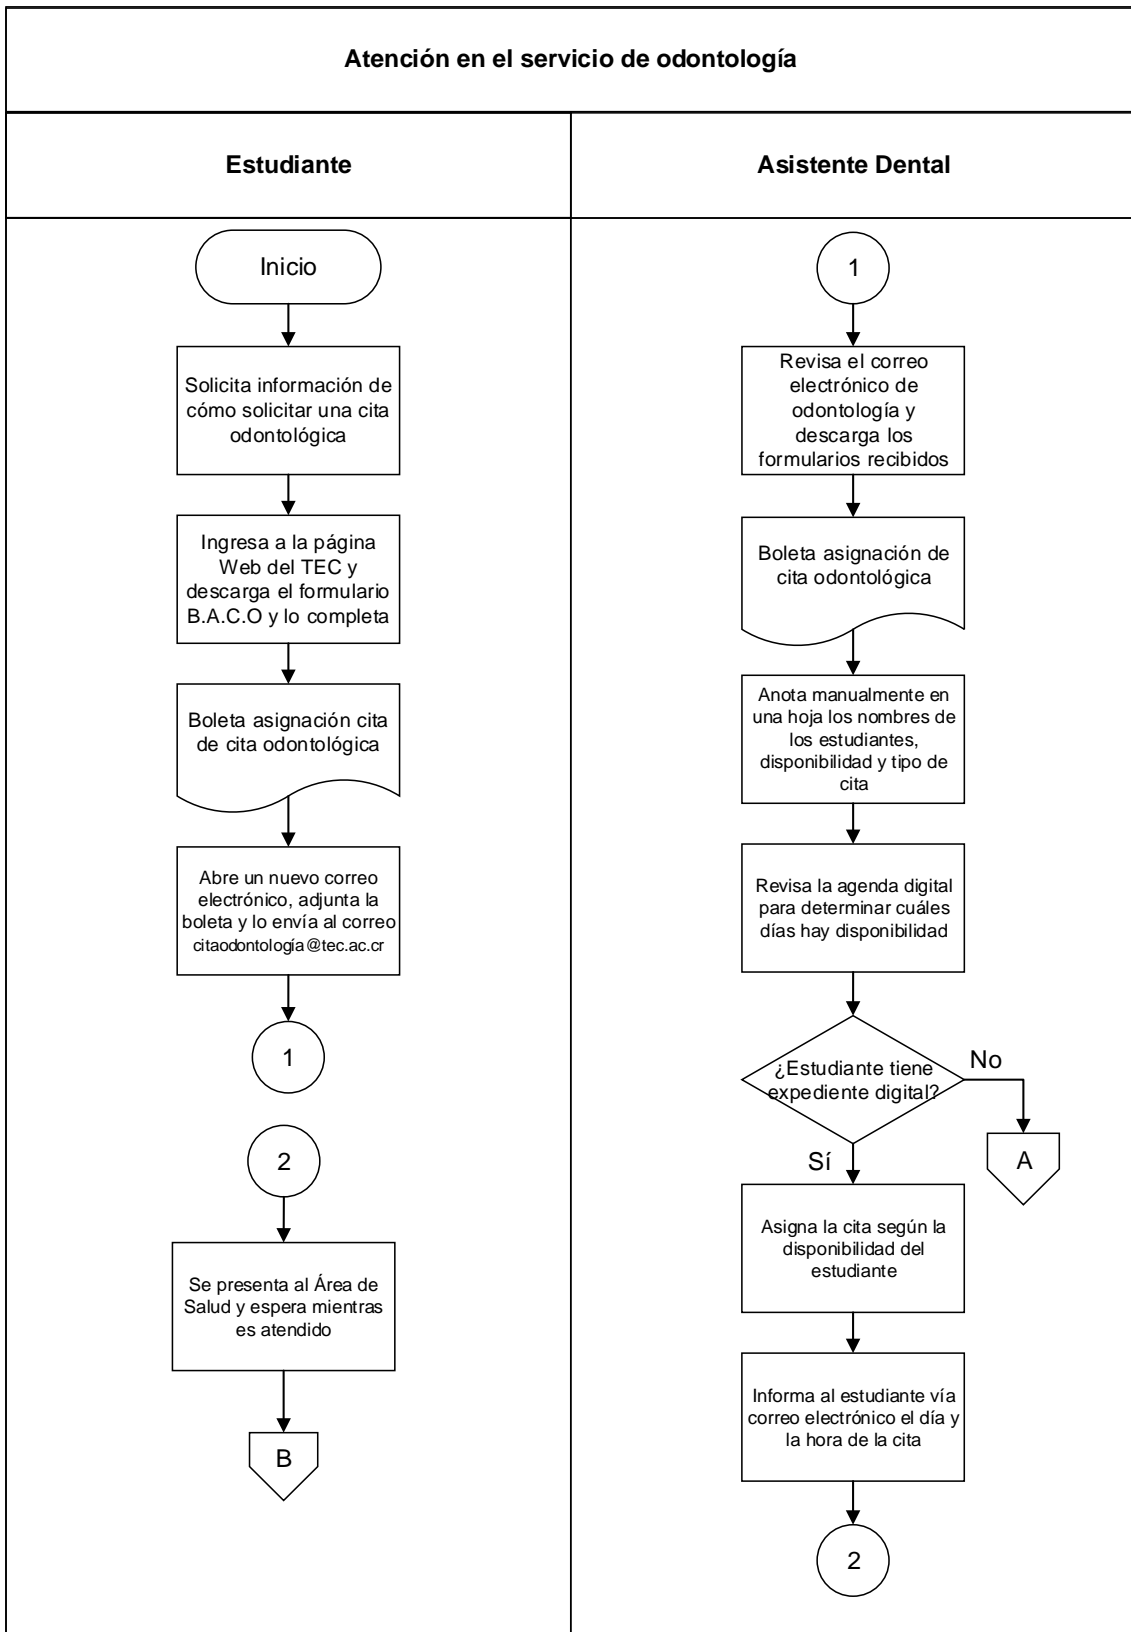 Atención en el servicio de odontología
Estudiante
Asistente Dental
Inicio
Solicita información de
cómo solicitar una cita
odontológica
Ingresa a la página
Web del TEC y
descarga el formulario
B.A.C.O y lo completa
Boleta asignación cita
de cita odontológica
Abre un nuevo correo
electrónico, adjunta la
boleta y lo envía al correo
citaodontología@tec.ac.cr
1
2
Se presenta al Área de
Salud y espera mientras
es atendido
B
1
Revisa el correo
electrónico de
odontología y
descarga los
formularios recibidos
Boleta asignación de
cita odontológica
Anota manualmente en
una hoja los nombres de
los estudiantes,
disponibilidad y tipo de
cita
Revisa la agenda digital
para determinar cuáles
días hay disponibilidad
¿Estudiante tiene
expediente digital?
No
A
Sí
Asigna la cita según la
disponibilidad del
estudiante
Informa al estudiante vía
correo electrónico el día y
la hora de la cita
2